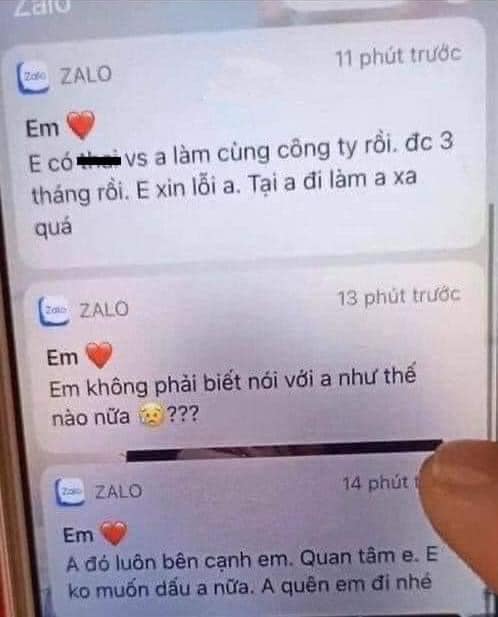 Zalo
Zalo ZALO 11 phút trước
Em
E có vs a làm cùng công ty rồi. đc 3
tháng rồi. E xin lỗi a. Tại a đi làm a xa
quá
Zalo ZALO 13 phút trước
Em
Em không phải biết nói với a như thế
nào nữa ???
Zalo ZALO 14 phút
Em
A đó luôn bên cạnh em. Quan tâm e. E
ko muốn dấu a nữa. A quên em đi nhé